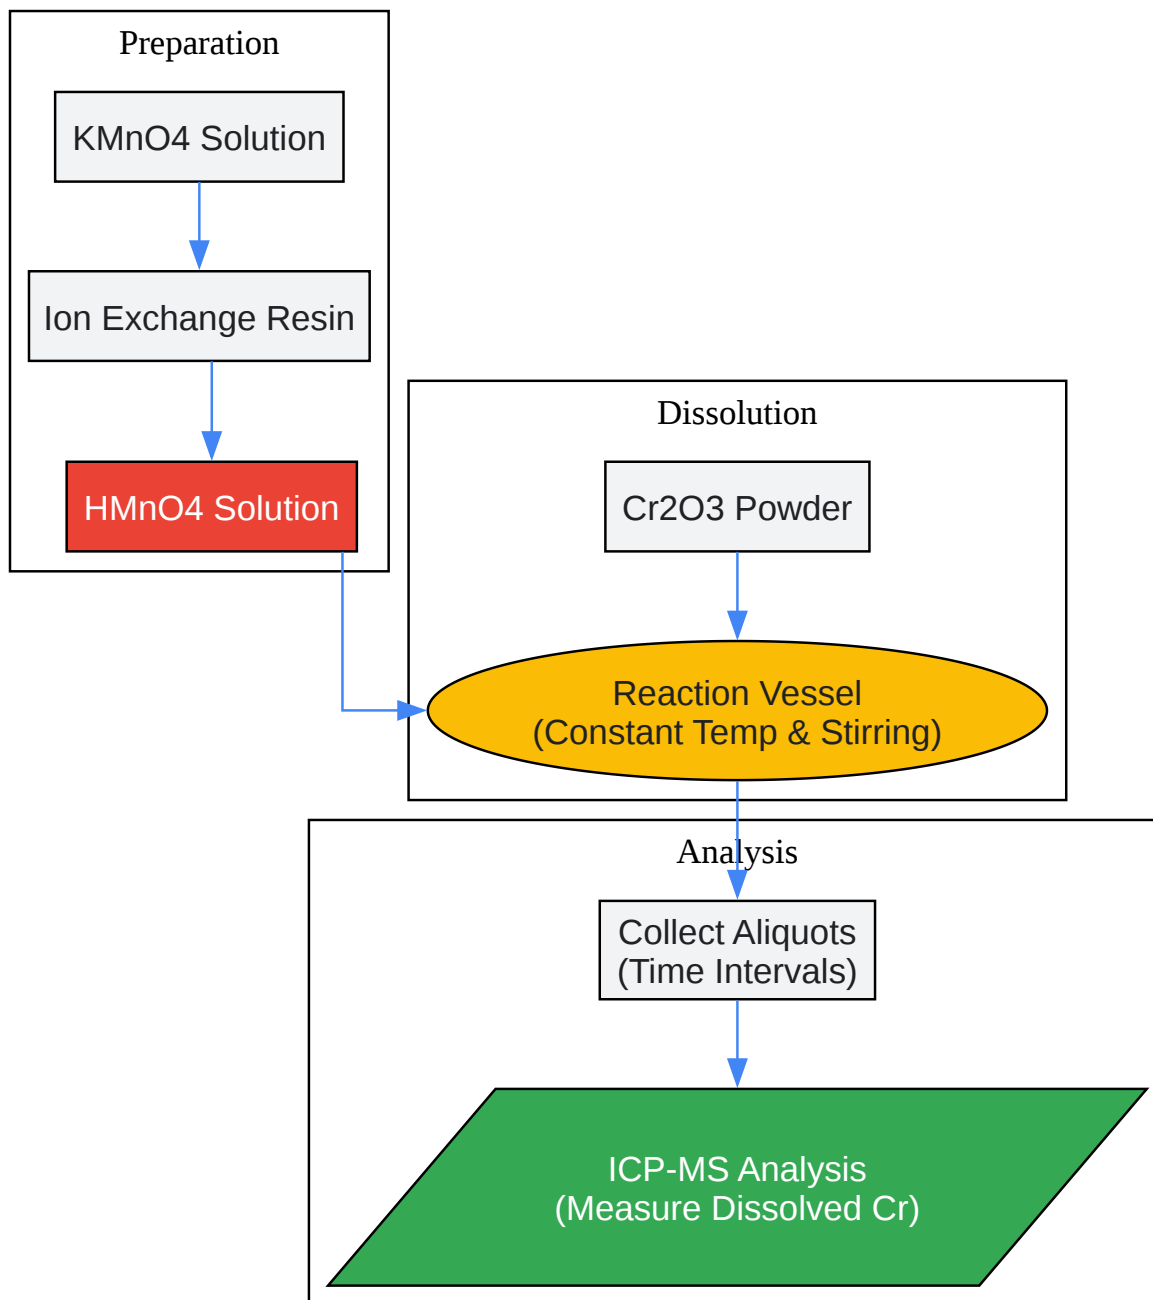 Preparation
KMnO4 Solution
Ion Exchange Resin
HMnO4 Solution
Dissolution
Cr2O3 Powder
Reaction Vessel
(Constant Temp & Stirring)
Analysis
Collect Aliquots
(Time Intervals)
ICP-MS Analysis
(Measure Dissolved Cr)